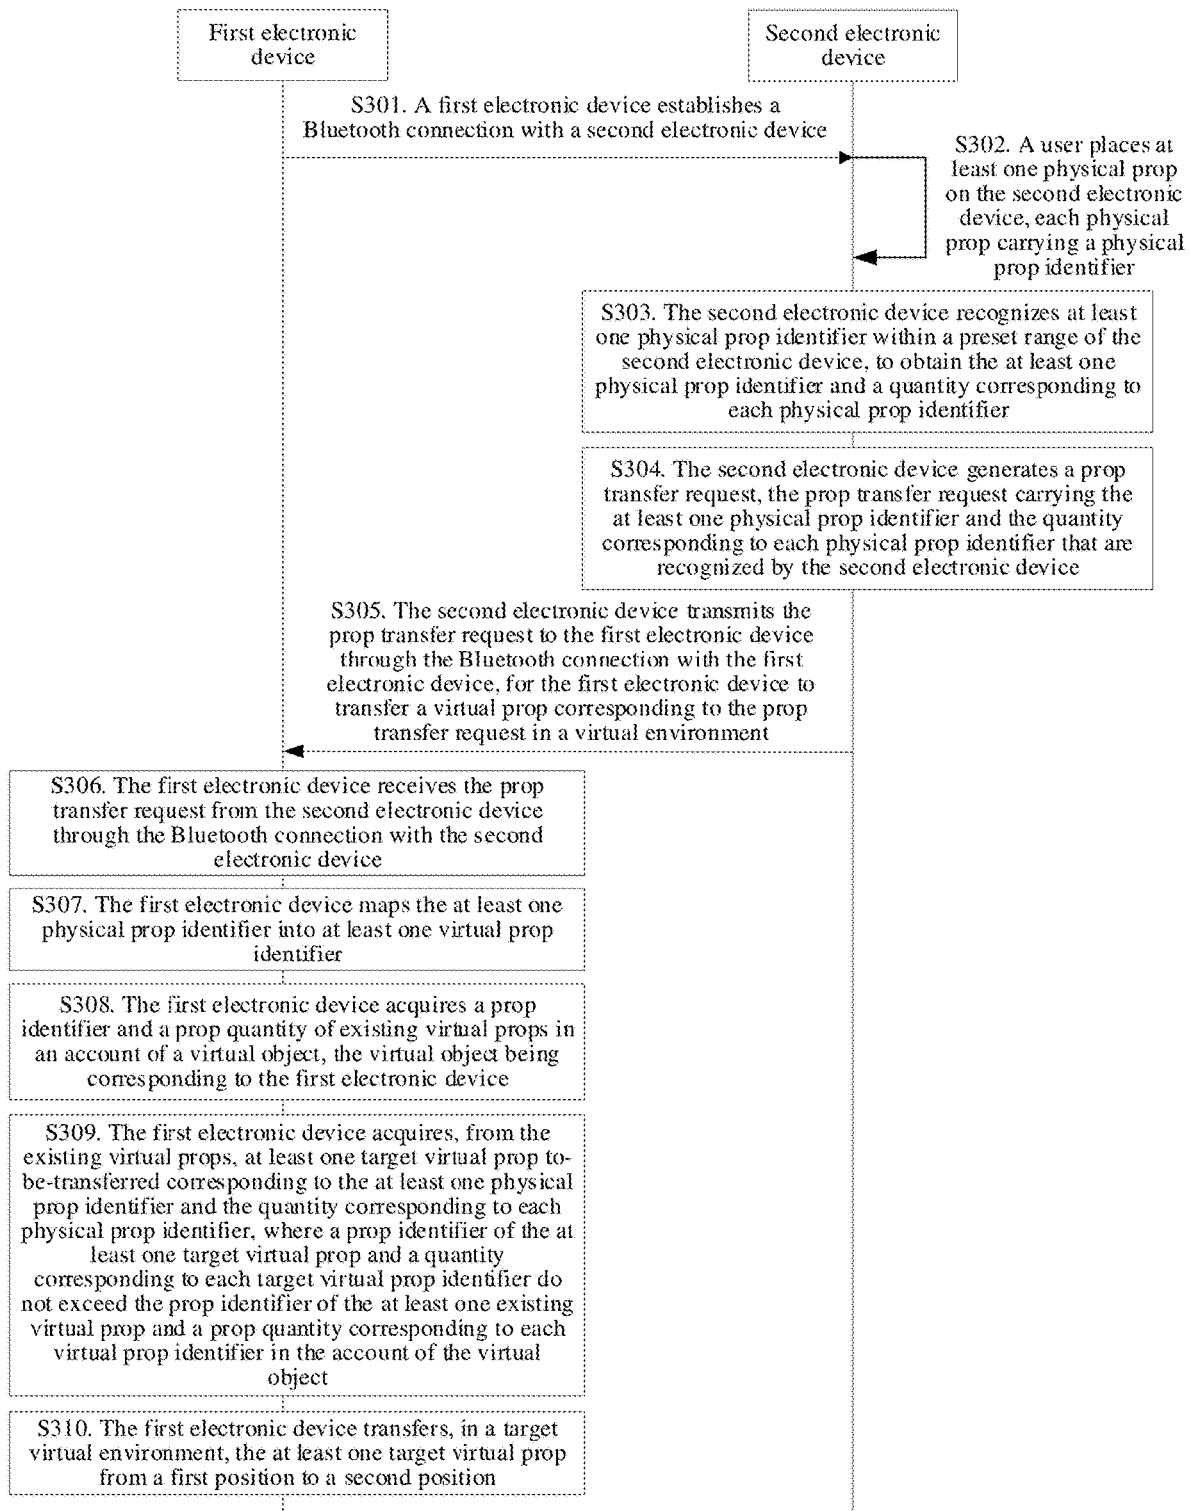 First electronic
device
Second electronic
device
S301. A first electronic device establishes a
Bluetooth connection with a second electronic device
S302. A user places at
least one physical prop
on the second electronic
device, each physical
prop carrying a physical
prop identifier
S303. The second electronic device recognizes at least
one physical prop identifier within a preset range of the
second electronic device, to obtain the at least one
physical prop identifier and a quantity corresponding to
each physical prop identifier
S304. The second electronic device generates a prop
transfer request, the prop transfer request carrying the
at least one physical prop identifier and the quantity
corresponding to each physical prop identifier that are
recognized by the second electronic device
S305. The second electronic device transmits the
prop transfer request to the first electronic device
through the Bluetooth connection with the first
electronic device, for the first electronic device to
transfer a virtual prop corresponding to the prop
transfer request in a virtual environment
S306. The first electronic device receives the prop
transfer request from the second electronic device
through the Bluetooth connection with the second
electronic device
S307. The first electronic device maps the at least one
physical prop identifier into at least one virtual prop
identifier
S308. The first electronic device acquires a prop
identifier and a prop quantity of existing virtual props in
an account of a virtual object, the virtual object being
corresponding to the first electronic device
S309. The first electronic device acquires, from the
existing virtual props, at least one target virtual prop to-
be-transferred corresponding to the at least one physical
prop identifier and the quantity corresponding to each
physical prop identifier, where a prop identifier of the at
least one target virtual prop and a quantity
corresponding to each target virtual prop identifier do
not exceed the prop identifier of the at least one existing
virtual prop and a prop quantity corresponding to each
virtual prop identifier in the account of the virtual
object
S310. The first electronic device transfers, in a target
virtual environment, the at least one target virtual prop
from a first position to a second position